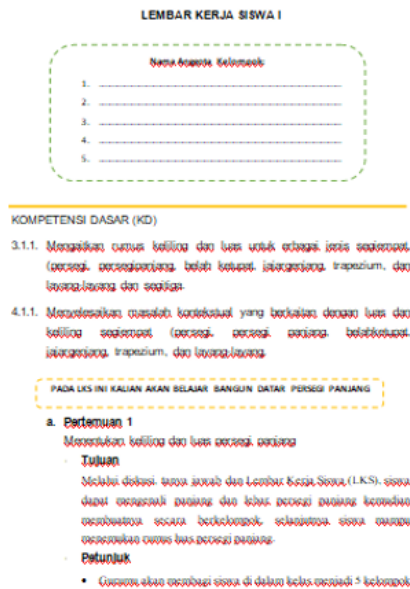 LEMBAR KERJA SISWA I
Nama Anggota Kelompok
1.
2.
3.
4.
5.
KOMPETENSI DASAR (KD)
3.1.1. Mengaitkan rumus keliling dan luas untuk erbagai jenis segiempat
(persegi, persegipanjang, belah ketupat, jajargenjang, trapezium, dan
layang-layang, dan segitiga.
4.1.1. Menyelesaikan masalah kontekstual yang berkaitan dengan luas dan
keliling segiempat (persegi, persegi panjang, belahketupat,
jajargenjang, trapezium, dan layang-layang.
PADA LKS INI KALIAN AKAN BELAJAR BANGUN DATAR PERSEGI PANJANG
a. Pertemuan 1
Menentukan keliling dan luas persegi panjang
Tujuan
Melalui diskusi, tanya jawab dan Lembar Kerja Siswa (LKS), siswa
dapat mengenali panjang dan lebar persegi panjang kemudian
membuatnya secara berkelompok, selanjutnya siswa mampu
menemukan rumus luas persegi panjang.
Petunjuk
• Gurumu akan membagi siswa di dalam kelas menjadi 5 kelompok